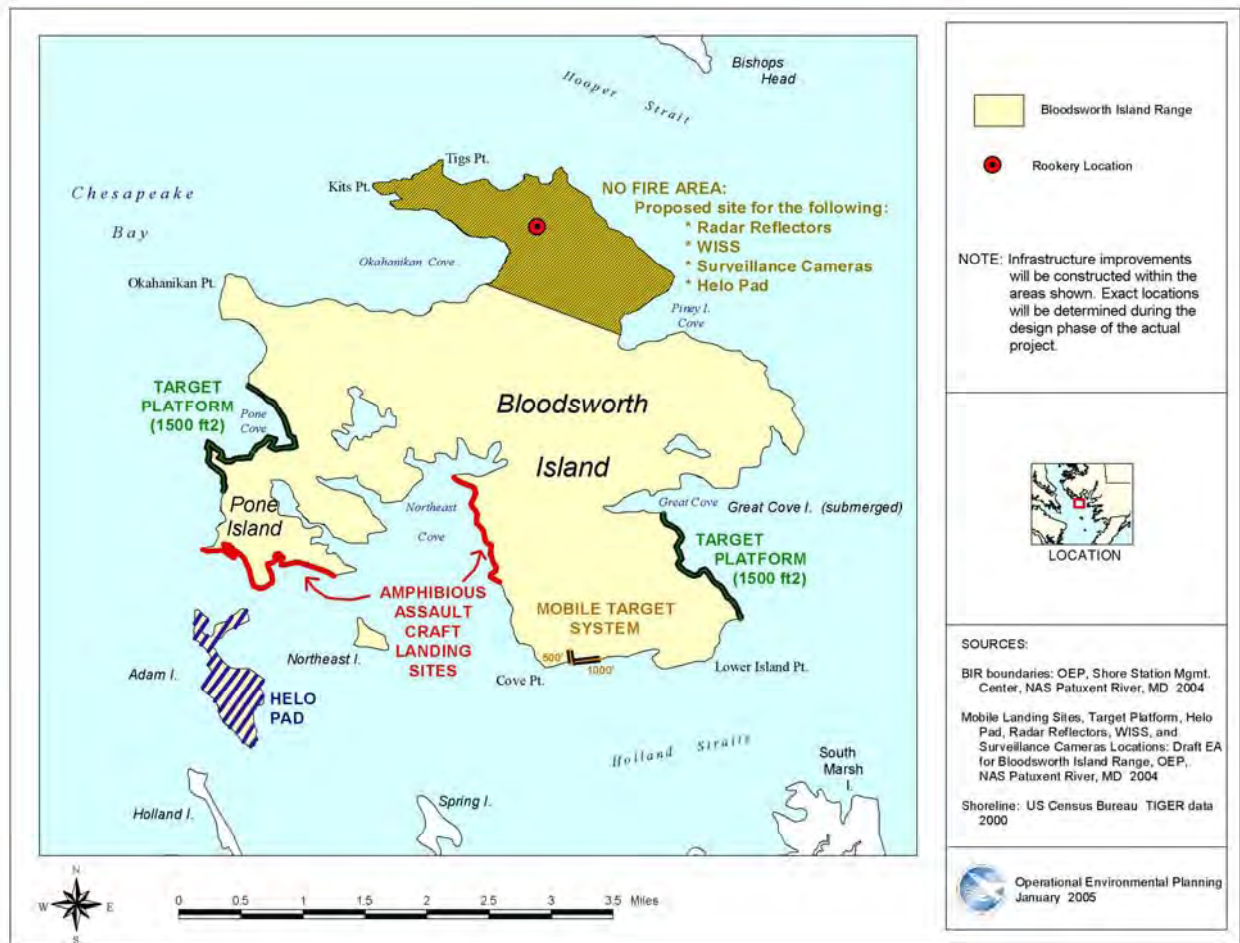 Bishops
Head
Hooper Strait
Tigs Pt.
Kits Pt.
Chesapeake
Bay
NO FIRE AREA:
Proposed site for the following:
* Radar Reflectors
* WISS
* Surveillance Cameras
* Helo Pad
Okahanikan Cove
Okahanikan Pt.
Piney I.
Cove
TARGET
PLATFORM
(1500 ft2)
Pone
Cove
Bloodsworth
Island
Pone
Island
Northeast
Cove
Great Cove
Great Cove I. (submerged)
TARGET
PLATFORM
(1500 ft2)
AMPHIBIOUS
ASSAULT
CRAFT
LANDING
SITES
MOBILE TARGET
SYSTEM
500'
1000'
Northeast I.
Cove Pt.
Lower Island Pt.
Adam I.
HELO
PAD
Holland Straits
South
Marsh
I.
Holland I.
Spring I.
N
W E
S
0 0.5 1 1.5 2 2.5 3 3.5 Miles
Bloodsworth Island Range
Rookery Location
NOTE: Infrastructure improvements
will be constructed within the
areas shown. Exact locations
will be determined during the
design phase of the actual
project.
LOCATION
SOURCES:
BIR boundaries: OEP, Shore Station Mgmt.
Center, NAS Patuxent River, MD 2004
Mobile Landing Sites, Target Platform, Helo
Pad, Radar Reflectors, WISS, and
Surveillance Cameras Locations: Draft EA
for Bloodsworth Island Range, OEP,
NAS Patuxent River, MD 2004
Shoreline: US Census Bureau TIGER data
2000
Operational Environmental Planning
January 2005